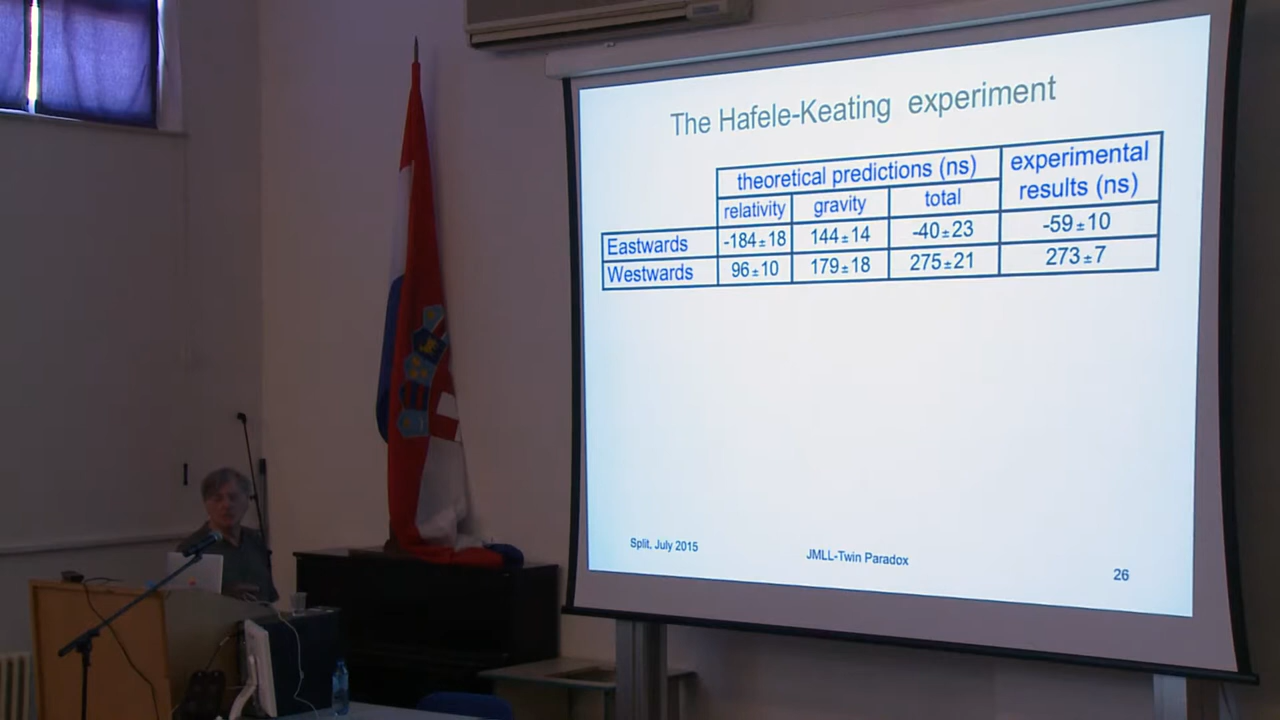 The Hafele-Keating experiment
theoretical predictions (ns)
experimental
results (ns)
relativity gravity total
Eastwards -184±18 144±14 -40±23 -59±10
Westwards 96±10 179±18 275±21 273±7
Split, July 2015
JMLL-Twin Paradox
26